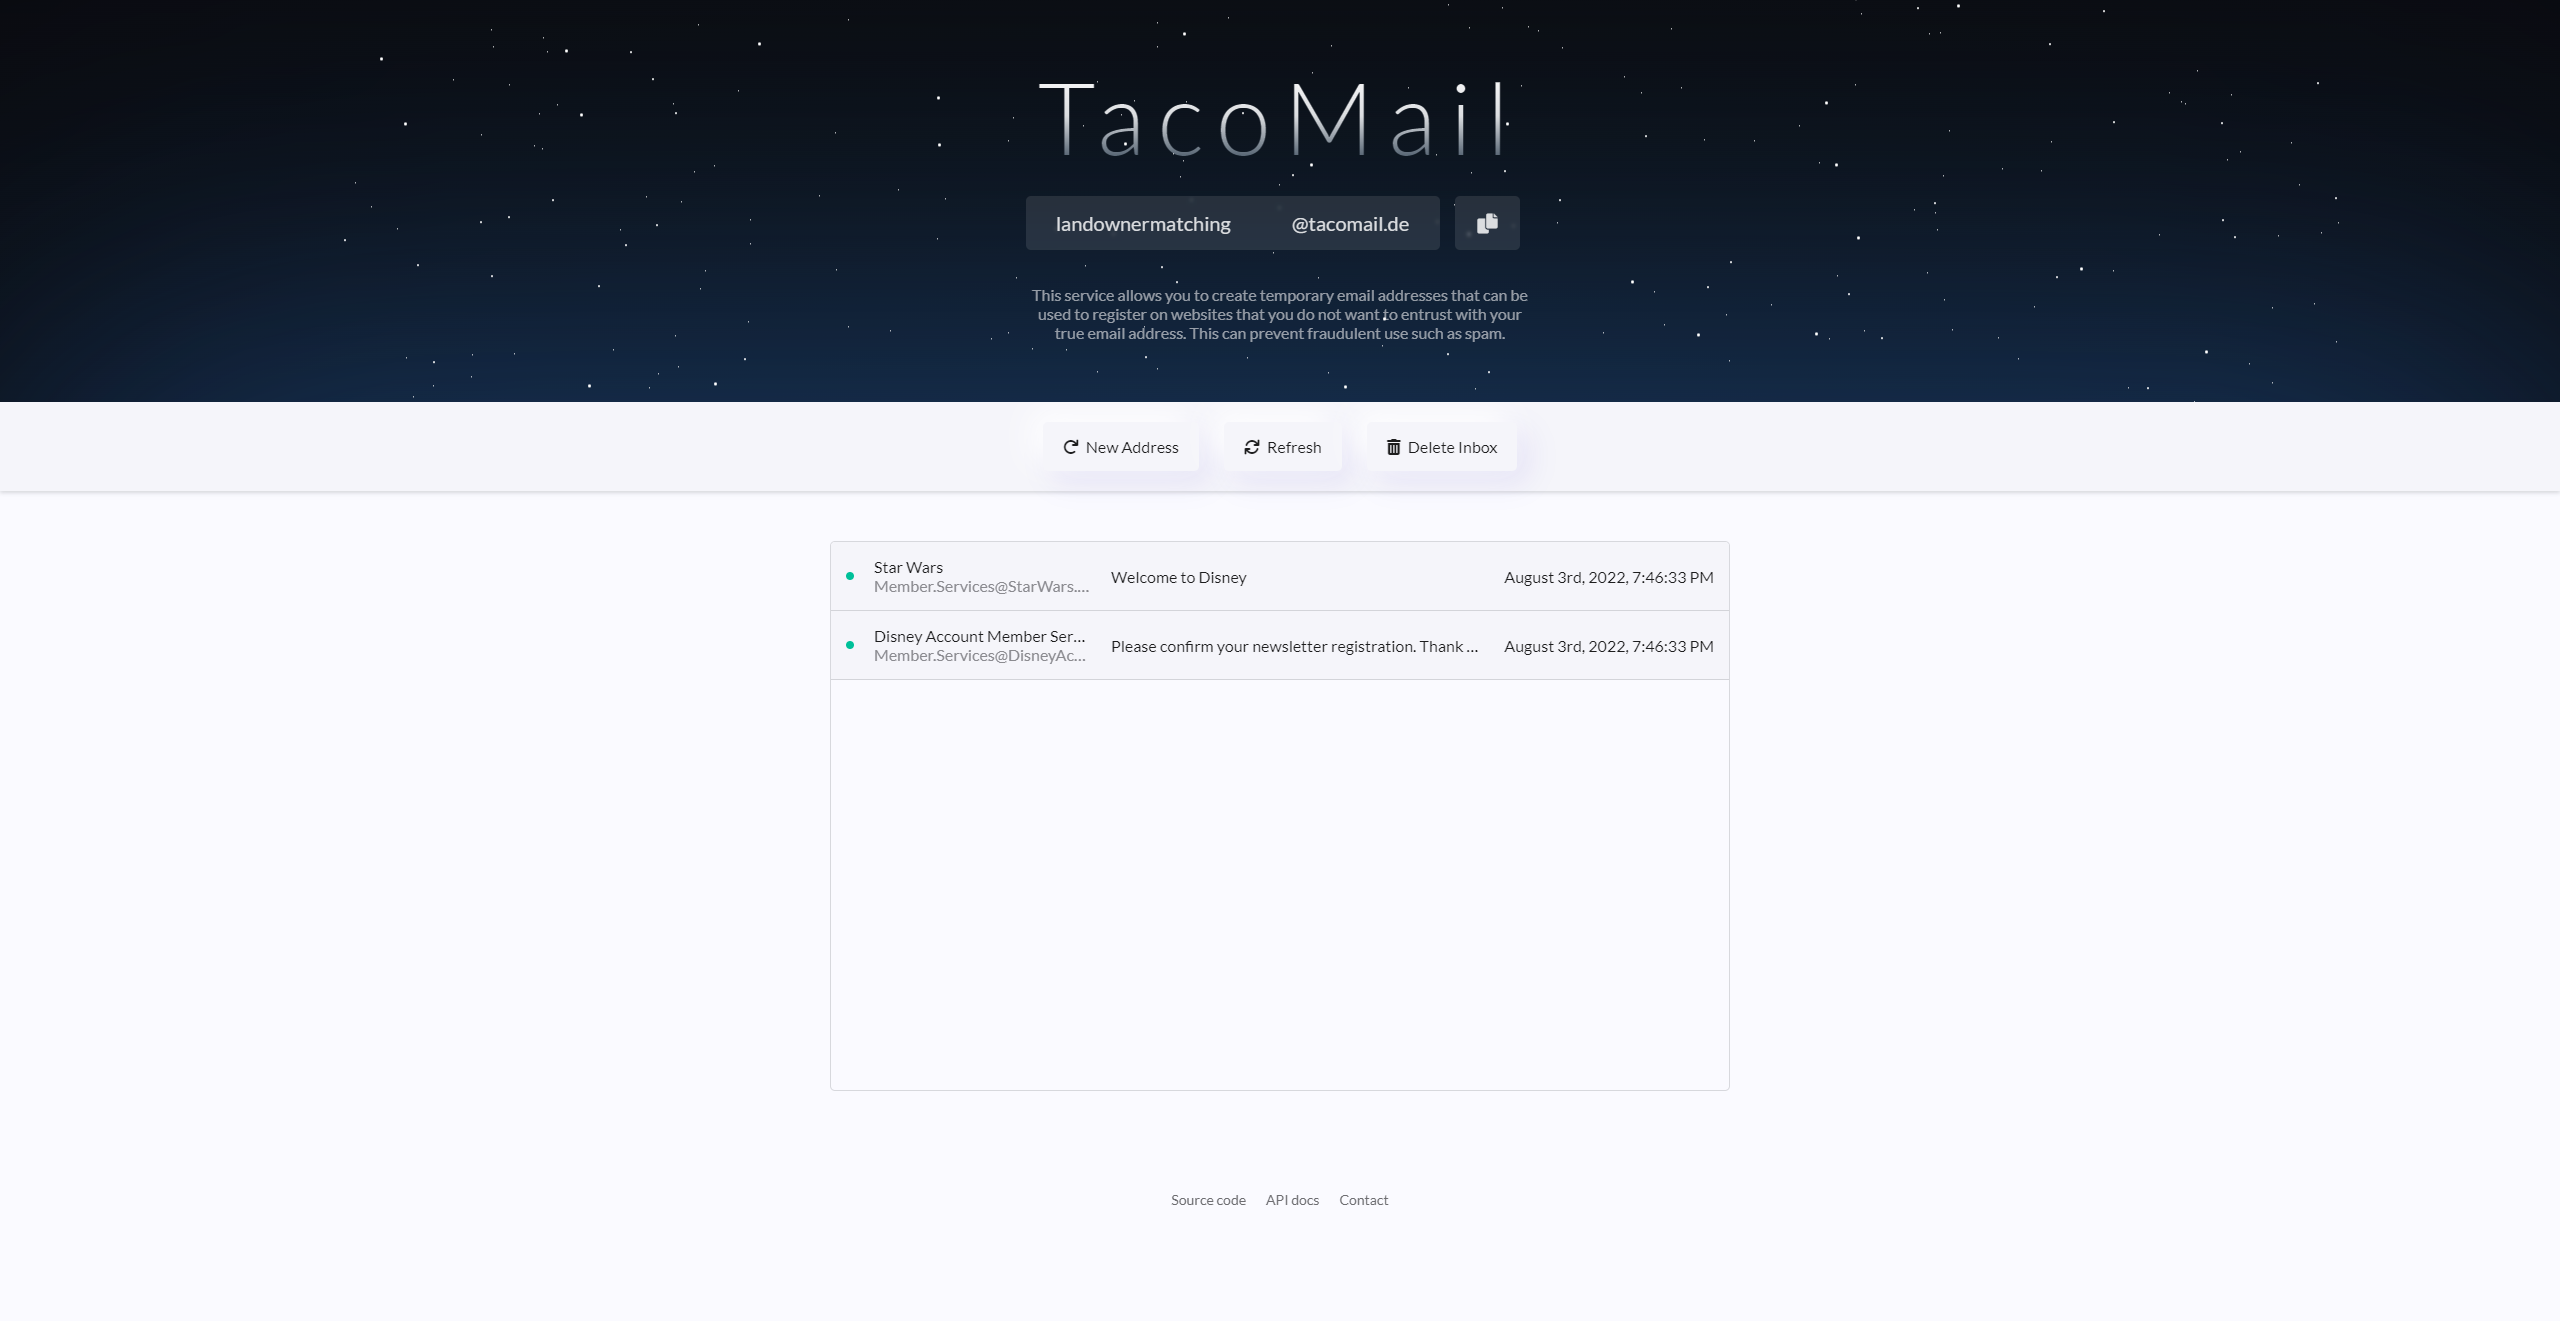 TacoMail
landownermatching @tacomail.de
This service allows you to create temporary email addresses that can be
used to register on websites that you do not want to entrust with your
true email address. This can prevent fraudulent use such as spam.
New Address Refresh Delete Inbox
Star Wars
Member.Services@StarWars.... Welcome to Disney August 3rd, 2022, 7:46:33 PM
Disney Account Member Ser...
Member.Services@DisneyAc... Please confirm your newsletter registration. Thank ... August 3rd, 2022, 7:46:33 PM
Source code API docs Contact